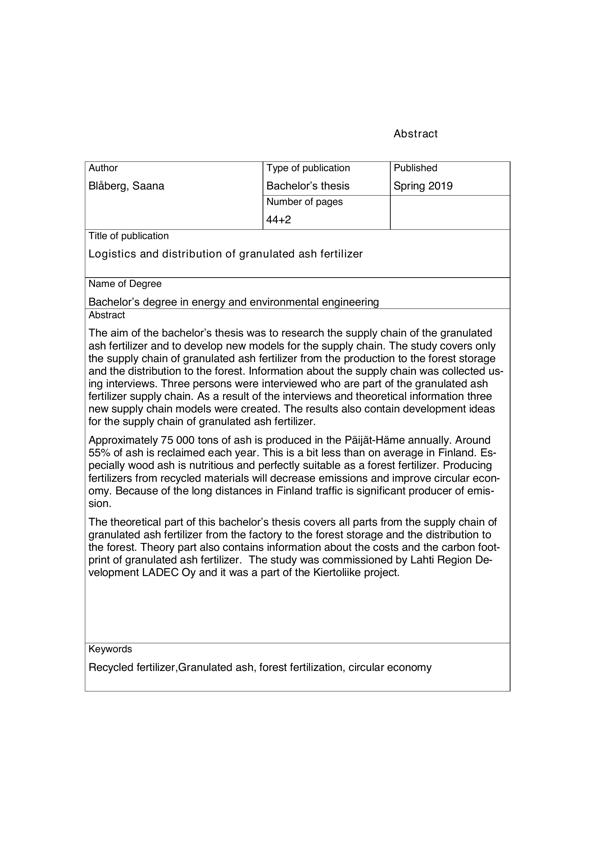 Abstract
Author
Blåberg, Saana
Type of publication
Bachelor’s thesis
Published
Spring 2019
Number of pages
44+2
Title of publication
Logistics and distribution of granulated ash fertilizer
Name of Degree
Bachelor’s degree in energy and environmental engineering
Abstract
The aim of the bachelor’s thesis was to research the supply chain of the granulated
ash fertilizer and to develop new models for the supply chain. The study covers only
the supply chain of granulated ash fertilizer from the production to the forest storage
and the distribution to the forest. Information about the supply chain was collected us-
ing interviews. Three persons were interviewed who are part of the granulated ash
fertilizer supply chain. As a result of the interviews and theoretical information three
new supply chain models were created. The results also contain development ideas
for the supply chain of granulated ash fertilizer.
Approximately 75 000 tons of ash is produced in the Päijät-Häme annually. Around
55% of ash is reclaimed each year. This is a bit less than on average in Finland. Es-
pecially wood ash is nutritious and perfectly suitable as a forest fertilizer. Producing
fertilizers from recycled materials will decrease emissions and improve circular econ-
omy. Because of the long distances in Finland traffic is significant producer of emis-
sion.
The theoretical part of this bachelor’s thesis covers all parts from the supply chain of
granulated ash fertilizer from the factory to the forest storage and the distribution to
the forest. Theory part also contains information about the costs and the carbon foot-
print of granulated ash fertilizer.  The study was commissioned by Lahti Region De-
velopment LADEC Oy and it was a part of the Kiertoliike project.
Keywords
Recycled fertilizer,Granulated ash, forest fertilization, circular economy